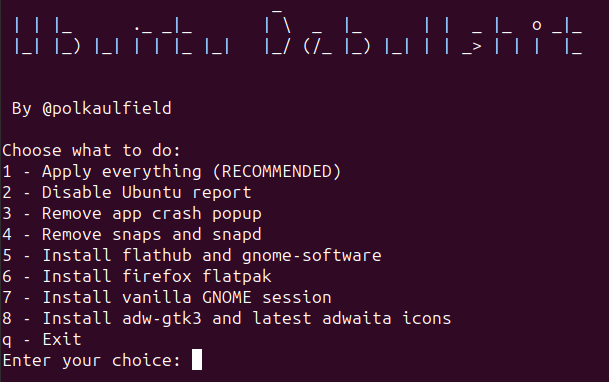 Ubuntu Debullshit
By @polkaulfield
Choose what to do:
1 - Apply everything (RECOMMENDED)
2 - Disable Ubuntu report
3 - Remove app crash popup
4 - Remove snaps and snapd
5 - Install flathub and gnome-software
6 - Install firefox flatpak
7 - Install vanilla GNOME session
8 - Install adw-gtk3 and latest adwaita icons
q - Exit
Enter your choice: